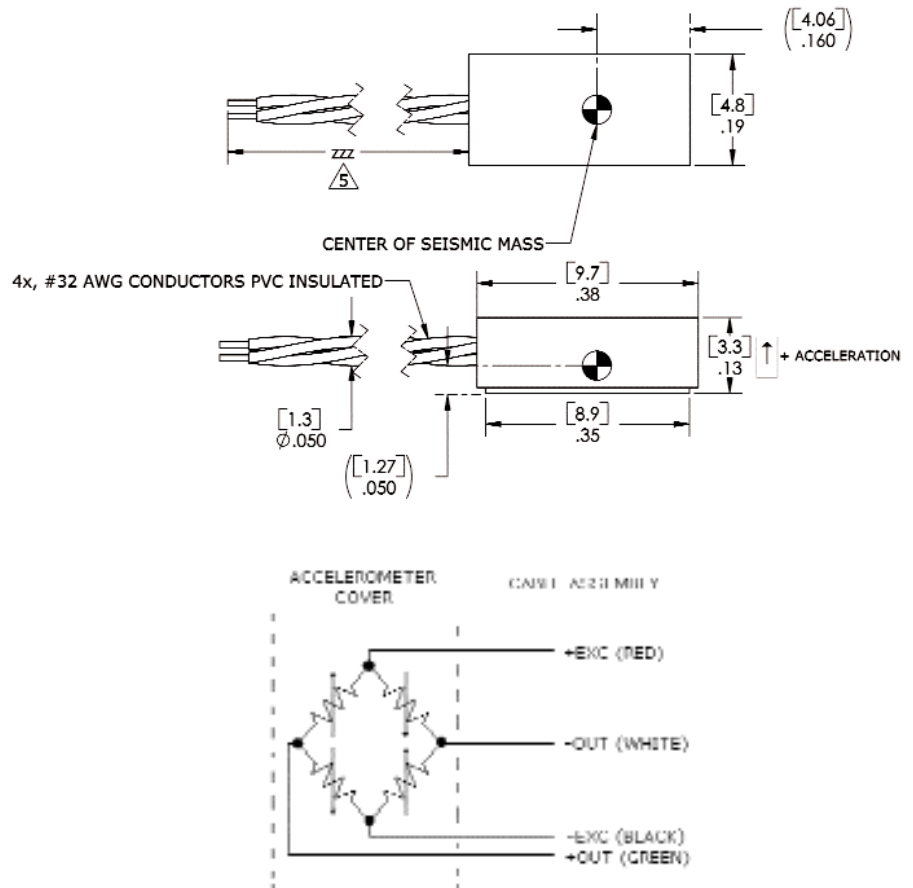 [4.06]
.160
[4.8]
.19
zzz
5
CENTER OF SEISMIC MASS
4x, #32 AWG CONDUCTORS PVC INSULATED
[9.7]
.38
[3.3]
.13
+ ACCELERATION
[1.3]
∅.050
[8.9]
.35
[1.27]
.050
ACCELEROMETER
COVER
CABLE ASSEMBLY
+EXC (RED)
-OUT (WHITE)
-EXC (BLACK)
+OUT (GREEN)